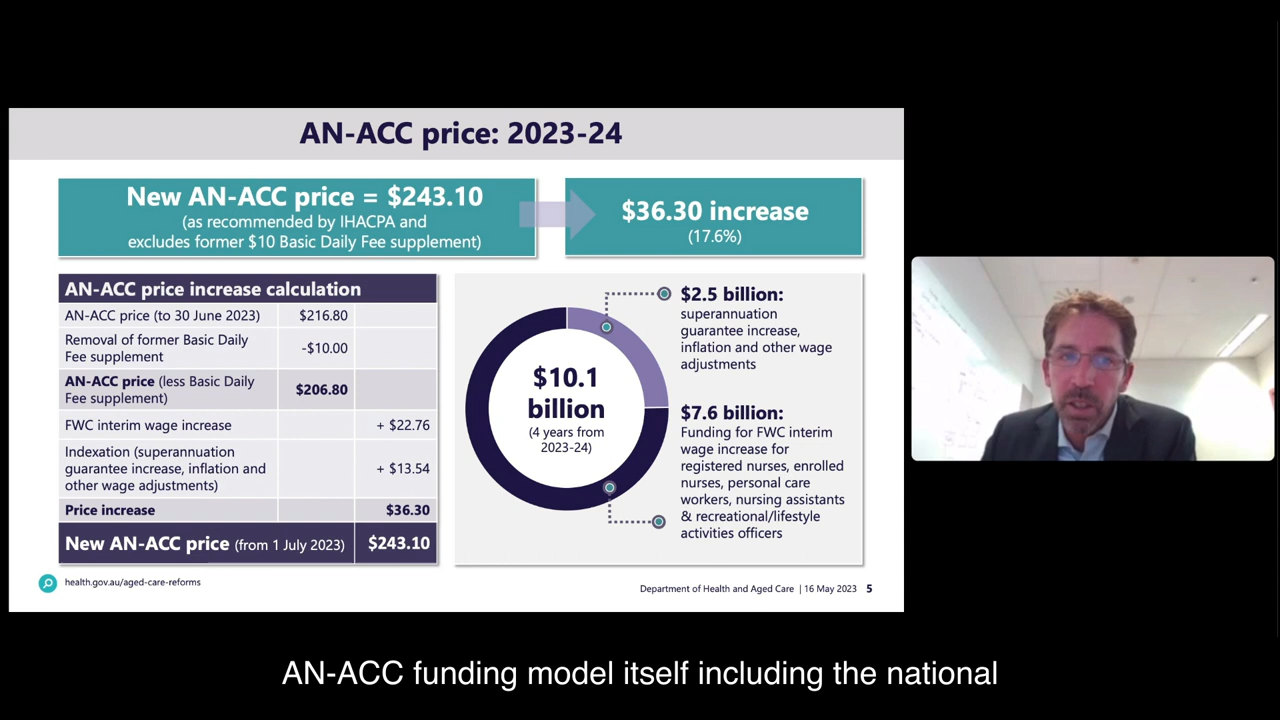 AN-ACC price: 2023-24
New AN-ACC price = $243.10
(as recommended by IHACPA and
excludes former $10 Basic Daily Fee supplement)
$36.30 increase
(17.6%)
AN-ACC price increase calculation
AN-ACC price (to 30 June 2023) $216.80
Removal of former Basic Daily
Fee supplement -$10.00
AN-ACC price (less Basic Daily
Fee supplement) $206.80
FWC interim wage increase + $22.76
Indexation (superannuation
guarantee increase, inflation and + $13.54
other wage adjustments)
Price increase $36.30
New AN-ACC price (from 1 July 2023) $243.10
$10.1
billion
(4 years from
2023-24)
$2.5 billion:
superannuation
guarantee increase,
inflation and other wage
adjustments
$7.6 billion:
Funding for FWC interim
wage increase for
registered nurses, enrolled
nurses, personal care
workers, nursing assistants
& recreational/lifestyle
activities officers
health.gov.au/aged-care-reforms
Department of Health and Aged Care | 16 May 2023 5
AN-ACC funding model itself including the national